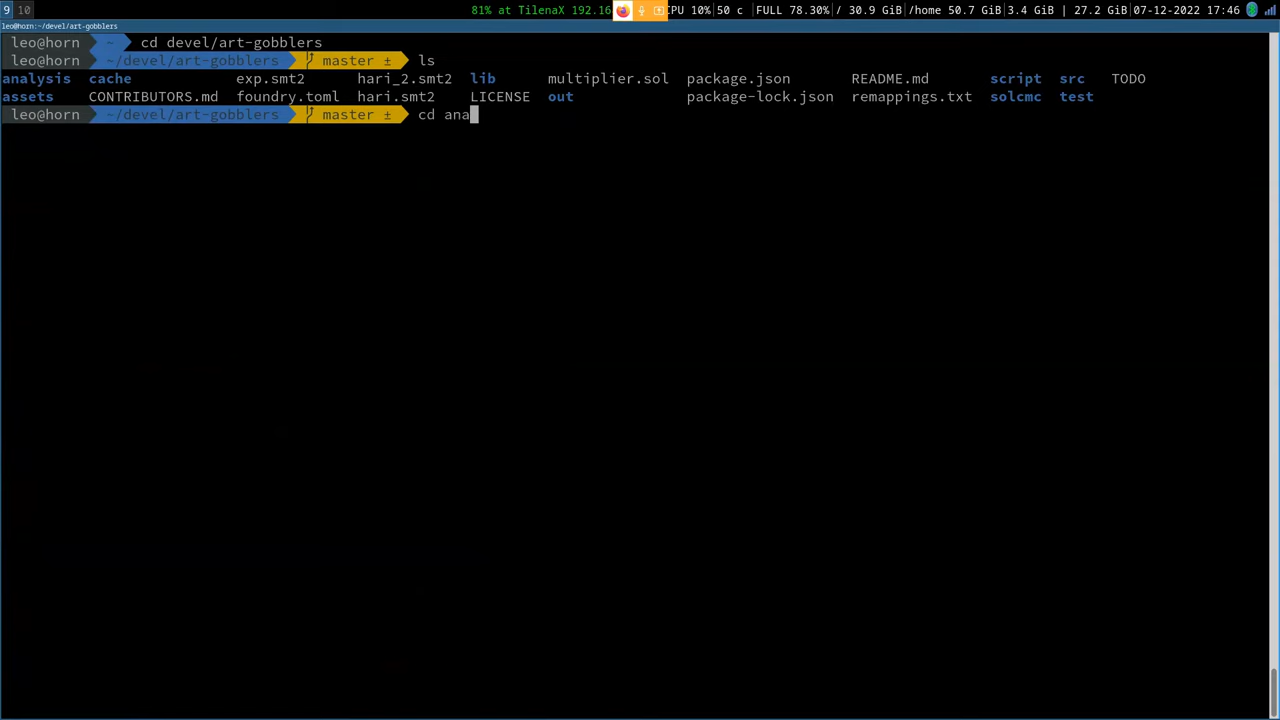 9 10 81% at TilenaX 192.16 CPU 10% 50 c FULL 78.30% / 30.9 GiB /home 50.7 GiB 3.4 GiB | 27.2 GiB 07-12-2022 17:46
leo@horn:~/devel/art-gobblers
leo@horn ~ cd devel/art-gobblers
leo@horn ~/devel/art-gobblers master ± ls
analysis cache exp.smt2 hari_2.smt2 lib multiplier.sol package.json README.md script src TODO
assets CONTRIBUTORS.md foundry.toml hari.smt2 LICENSE out package-lock.json remappings.txt solcmc test
leo@horn ~/devel/art-gobblers master ± cd ana